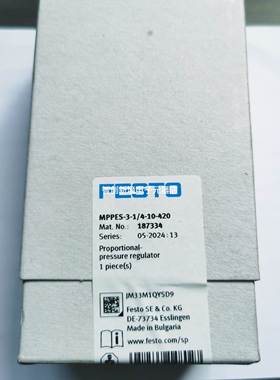 FESTO
MPPES-3-1/4-10-420
Mat. No.: 187334
Series: 05-2024:13
Proportional-
pressure regulator
1 piece(s)
JM33M1QYSD9
Festo SE & Co. KG
DE-73734 Esslingen
Made in Bulgaria
www.festo.com/sp